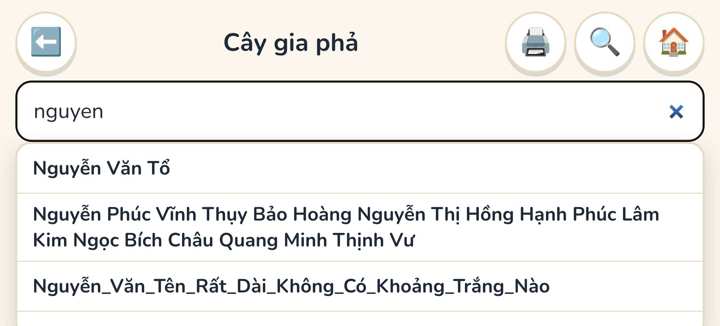 Cây gia phả
nguyen
Nguyễn Văn Tổ
Nguyễn Phúc Vĩnh Thụy Bảo Hoàng Nguyễn Thị Hồng Hạnh Phúc Lâm
Kim Ngọc Bích Châu Quang Minh Thịnh Vư
Nguyễn_Văn_Tên_Rất_Dài_Không_Có_Khoảng_Trắng_Nào